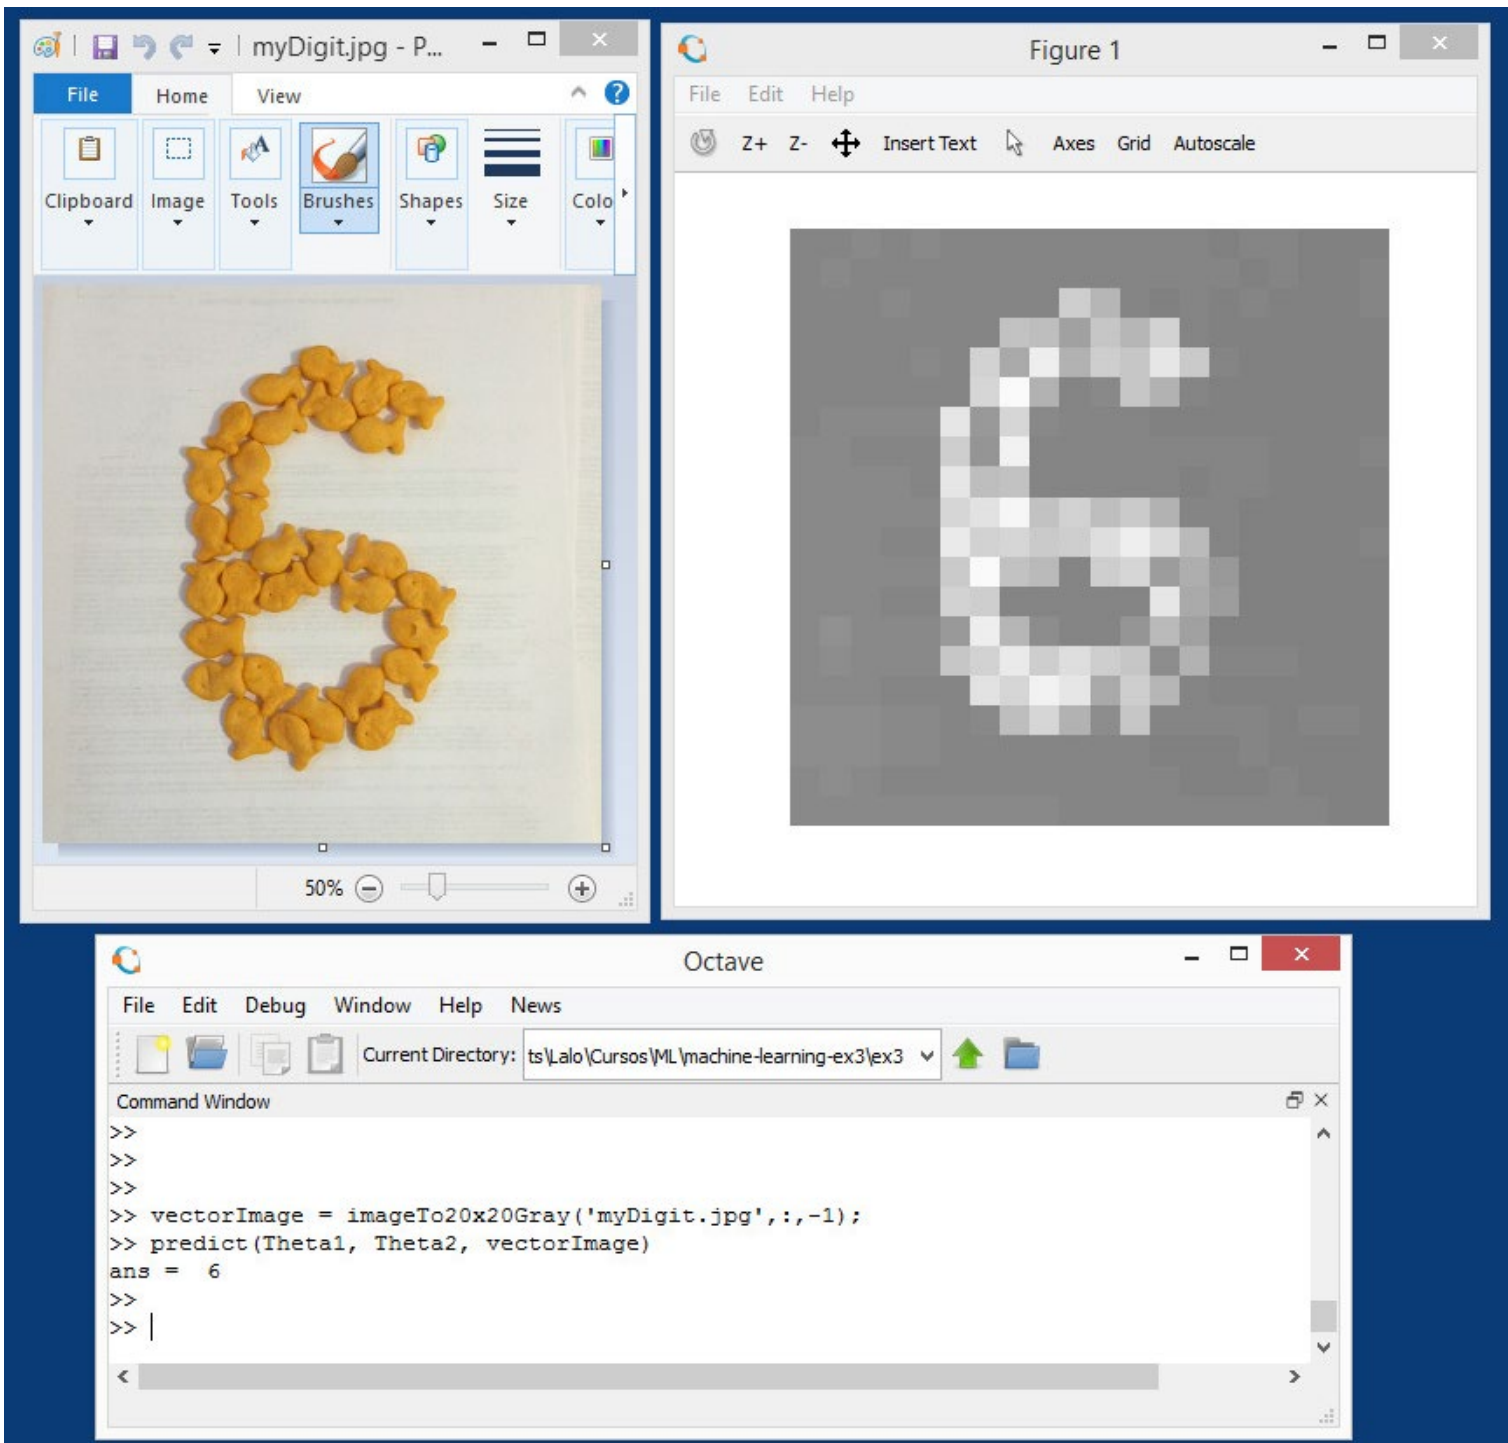 myDigit.jpg - P...
File Home View
Clipboard Image Tools Brushes Shapes Size Colo
50%
Figure 1
File Edit Help
Z+ Z- Insert Text Axes Grid Autoscale
6
Octave
File Edit Debug Window Help News
Current Directory: ts\Lalo\Cursos\ML\machine-learning-ex3\ex3
Command Window
>>
>>
>>
>> vectorImage = imageTo20x20Gray('myDigit.jpg',:,-1);
>> predict(Theta1, Theta2, vectorImage)
ans = 6
>>
>>